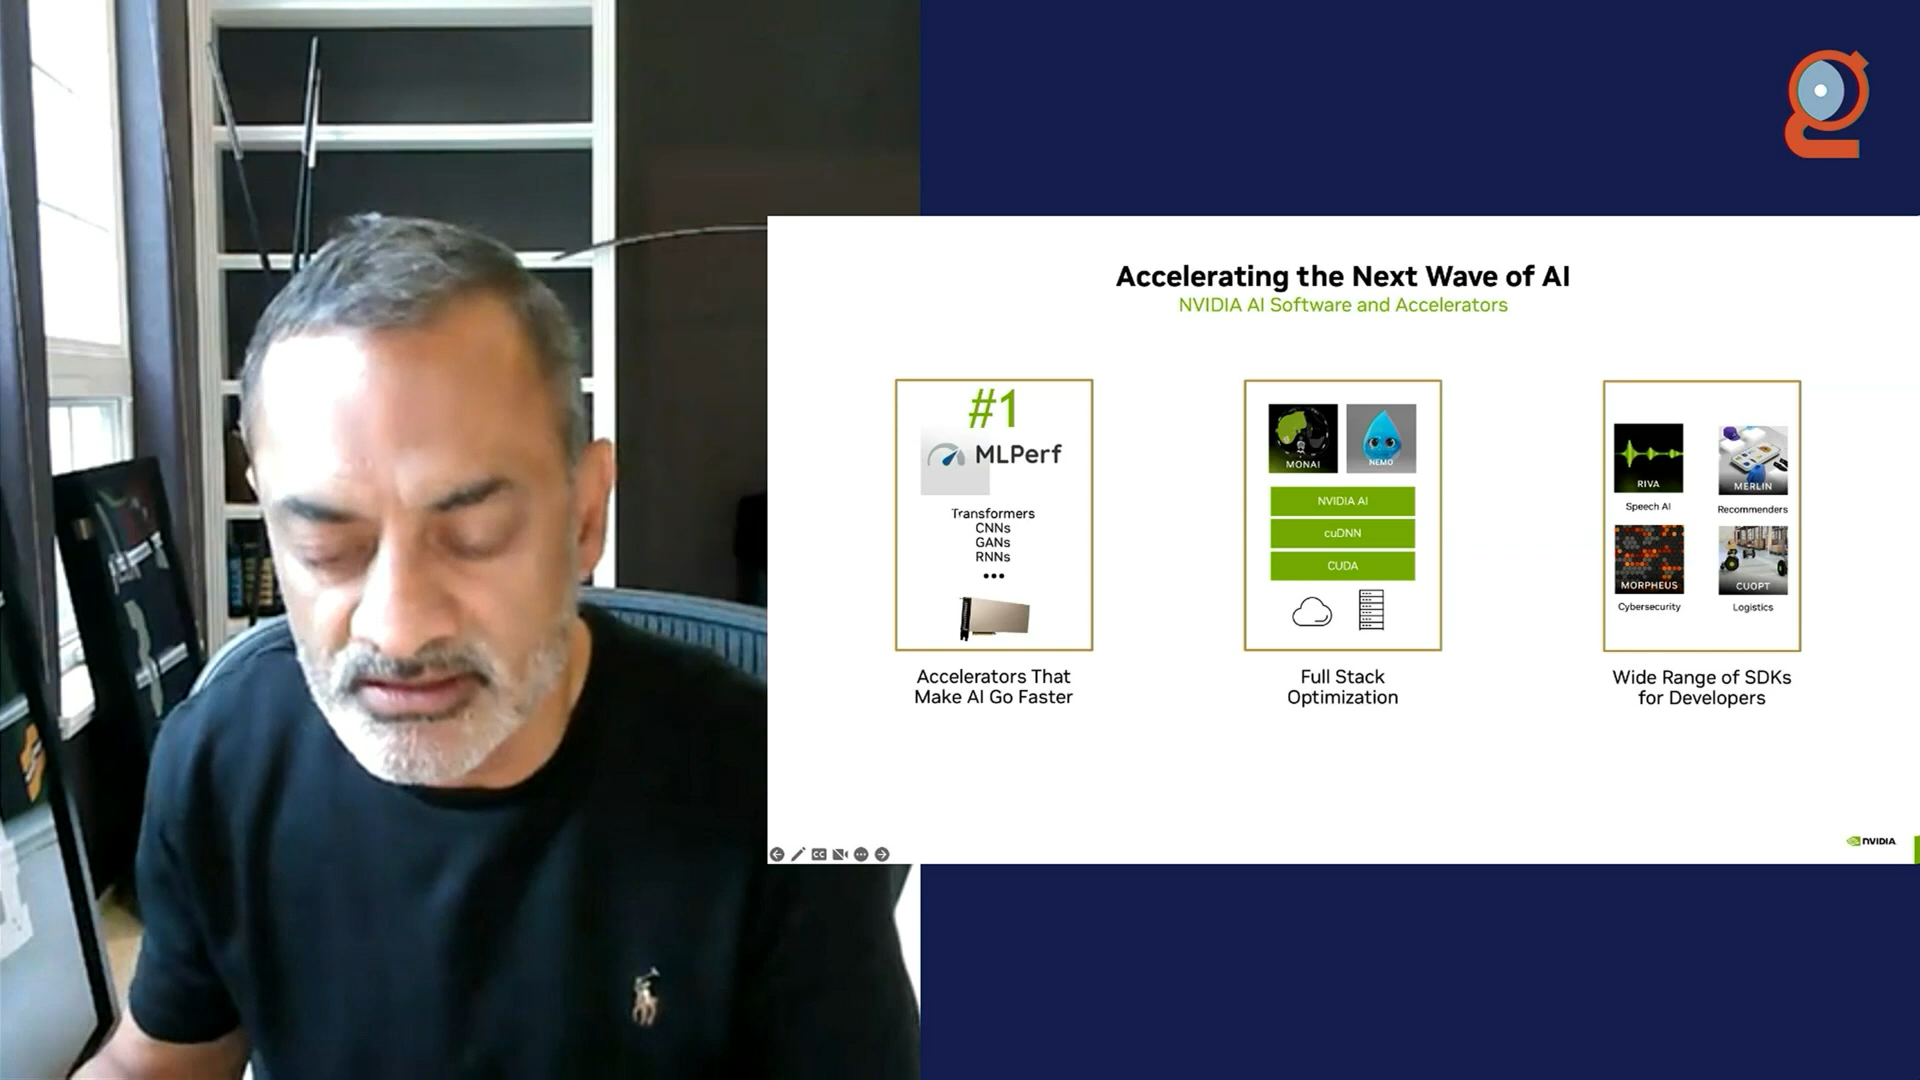 Accelerating the Next Wave of AI
NVIDIA AI Software and Accelerators
#1
MLPerf
Transformers
CNNs
GANs
RNNs
•••
Accelerators That
Make AI Go Faster
MONAI
NEMO
NVIDIA AI
cuDNN
CUDA
Full Stack
Optimization
RIVA
Speech AI
MERLIN
Recommenders
MORPHEUS
Cybersecurity
CUOPT
Logistics
Wide Range of SDKs
for Developers
CC
NVIDIA